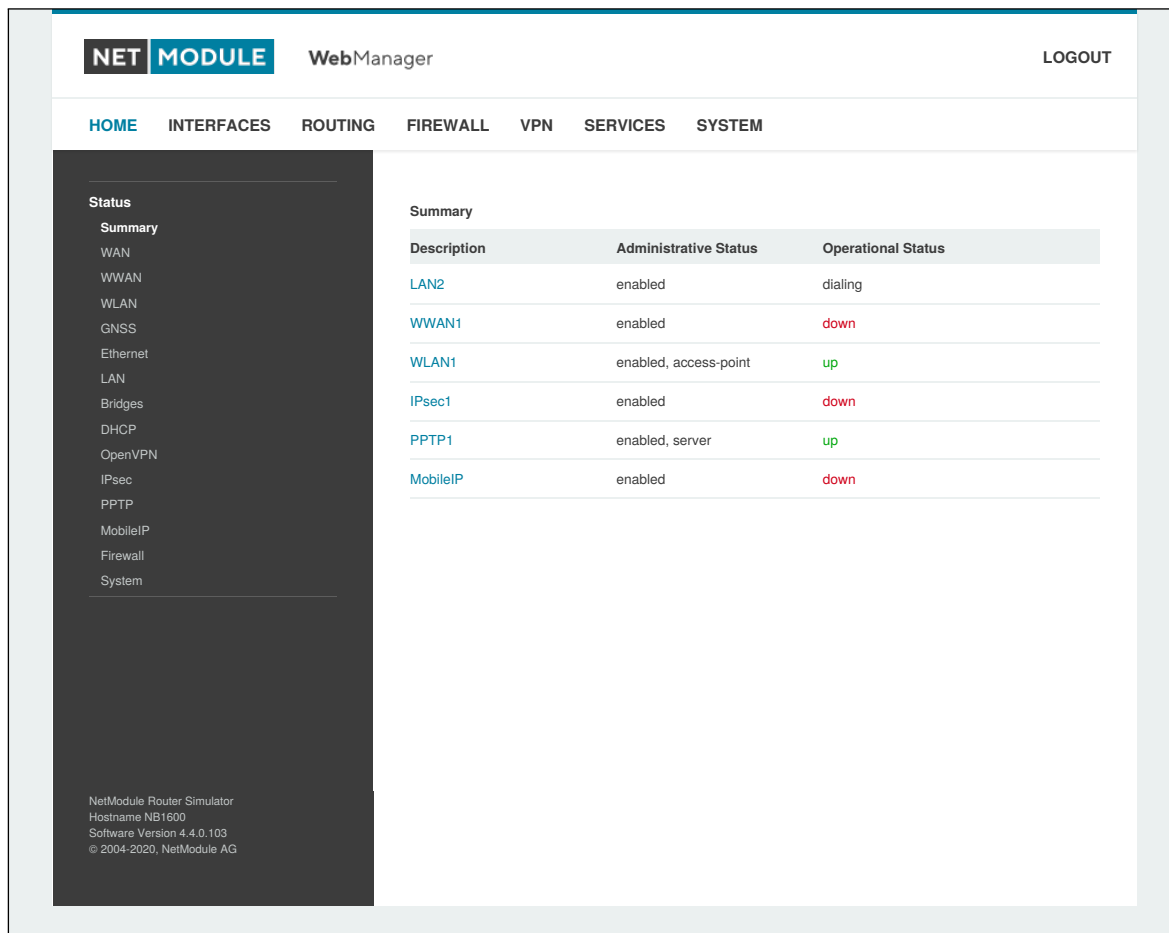 NET MODULE WebManager LOGOUT
HOME INTERFACES ROUTING FIREWALL VPN SERVICES SYSTEM
Status
Summary
WAN
WWAN
WLAN
GNSS
Ethernet
LAN
Bridges
DHCP
OpenVPN
IPsec
PPTP
MobileIP
Firewall
System
NetModule Router Simulator
Hostname NB1600
Software Version 4.4.0.103
© 2004-2020, NetModule AG
Summary
Description Administrative Status Operational Status
LAN2 enabled dialing
WWAN1 enabled down
WLAN1 enabled, access-point up
IPsec1 enabled down
PPTP1 enabled, server up
MobileIP enabled down